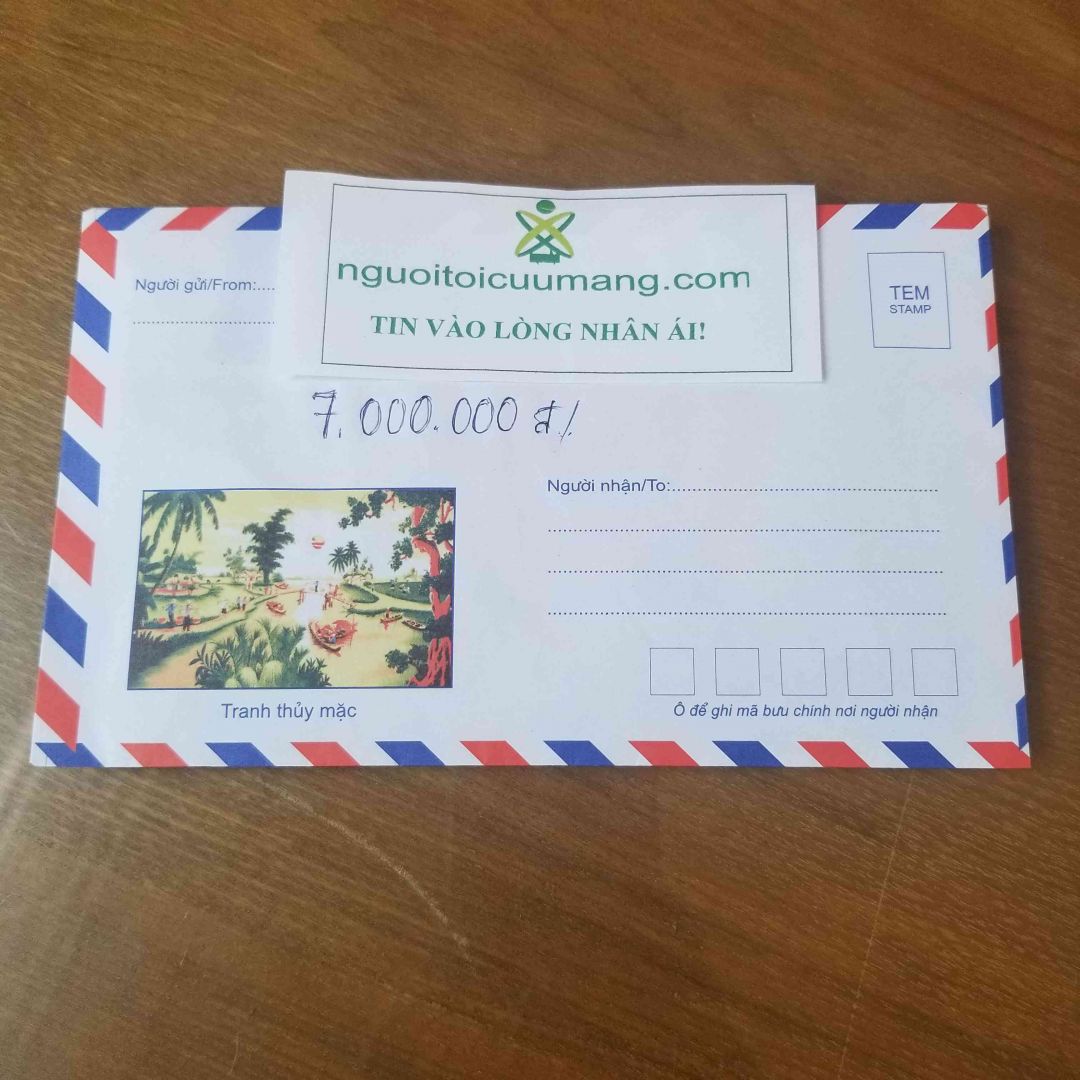 nguoitoicuumang.com
TIN VÀO LÒNG NHÂN ÁI!
Người gửi/From:....
TEM
STAMP
7.000.000 đ/.
Người nhận/To:
Tranh thủy mặc
Ô để ghi mã bưu chính nơi người nhận